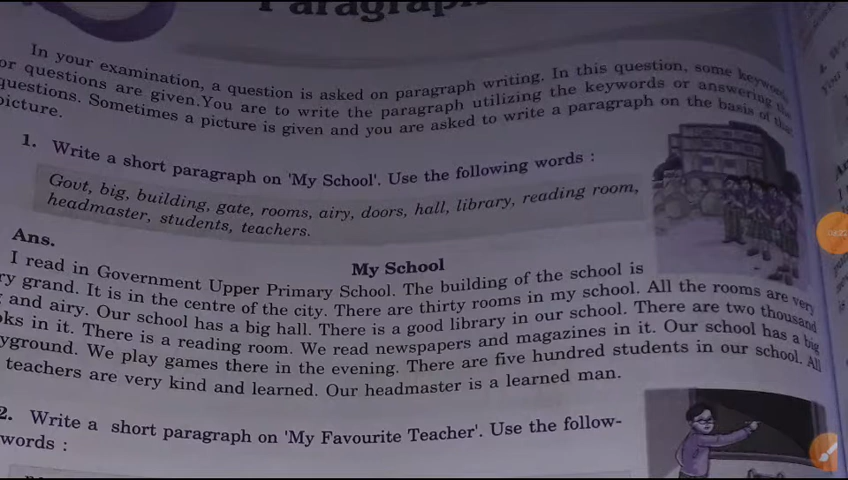 Paragraph
In your examination, a question is asked on paragraph writing. In this question, some keywords
or questions are given.You are to write the paragraph utilizing the keywords or answering the
questions. Sometimes a picture is given and you are asked to write a paragraph on the basis of that
picture.
1. Write a short paragraph on 'My School'. Use the following words :
Govt, big, building, gate, rooms, airy, doors, hall, library, reading room,
headmaster, students, teachers.
Ans.
My School
I read in Government Upper Primary School. The building of the school is
ry grand. It is in the centre of the city. There are thirty rooms in my school. All the rooms are very
and airy. Our school has a big hall. There is a good library in our school. There are two thousand
oks in it. There is a reading room. We read newspapers and magazines in it. Our school has a big
yground. We play games there in the evening. There are five hundred students in our school. All
teachers are very kind and learned. Our headmaster is a learned man.
2. Write a short paragraph on 'My Favourite Teacher'. Use the follow-
words :